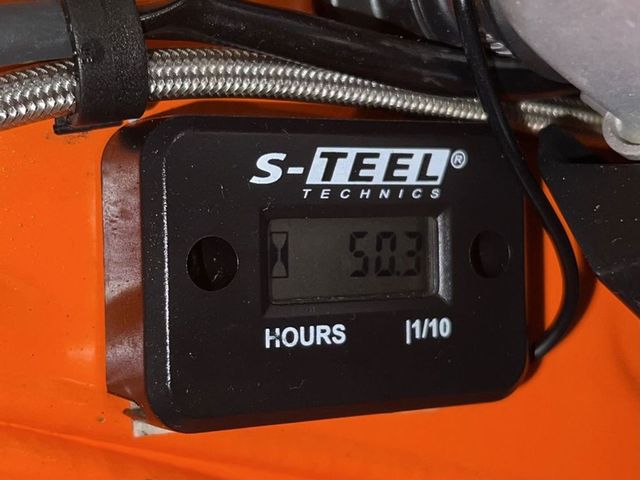 S-TEEL®
TECHNICS
50.3
HOURS |1/10